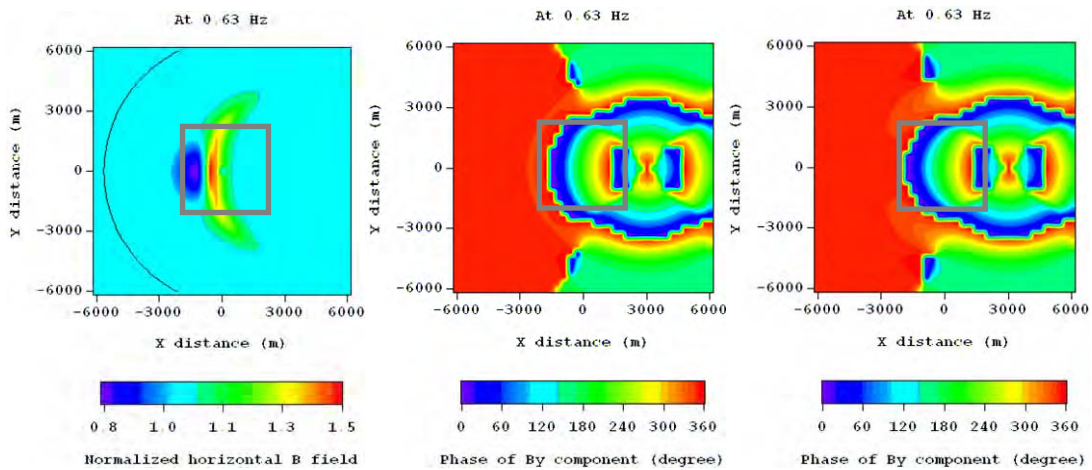 At 0.63 Hz
6000
3000
0
-3000
-6000
Y distance (m)
-6000 -3000 0 3000 6000
X distance (m)
0.8 1.0 1.1 1.3 1.5
Normalized horizontal B field
At 0.63 Hz
6000
3000
0
-3000
-6000
Y distance (m)
-6000 -3000 0 3000 6000
X distance (m)
0 60 120 180 240 300 360
Phase of By component (degree)
At 0.63 Hz
6000
3000
0
-3000
-6000
Y distance (m)
-6000 -3000 0 3000 6000
X distance (m)
0 60 120 180 240 300 360
Phase of By component (degree)